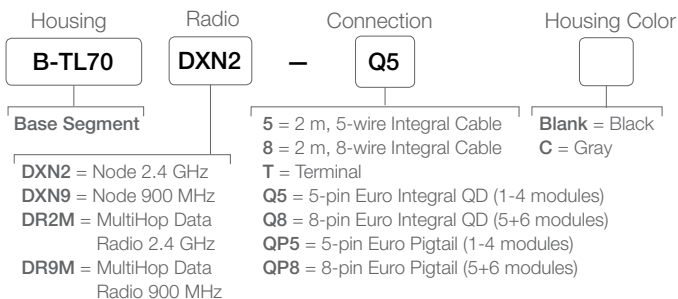 Housing Radio Connection Housing Color
B-TL70 DXN2 – Q5
Base Segment
DXN2 = Node 2.4 GHz
DXN9 = Node 900 MHz
DR2M = MultiHop Data
Radio 2.4 GHz
DR9M = MultiHop Data
Radio 900 MHz
5 = 2 m, 5-wire Integral Cable
8 = 2 m, 8-wire Integral Cable
T = Terminal
Q5 = 5-pin Euro Integral QD (1-4 modules)
Q8 = 8-pin Euro Integral QD (5+6 modules)
QP5 = 5-pin Euro Pigtail (1-4 modules)
QP8 = 8-pin Euro Pigtail (5+6 modules)
Blank = Black
C = Gray